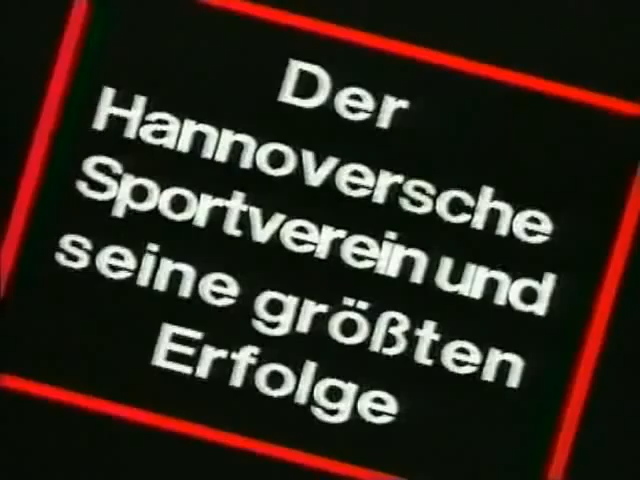 Der
Hannoversche
Sportverein und
seine größten
Erfolge